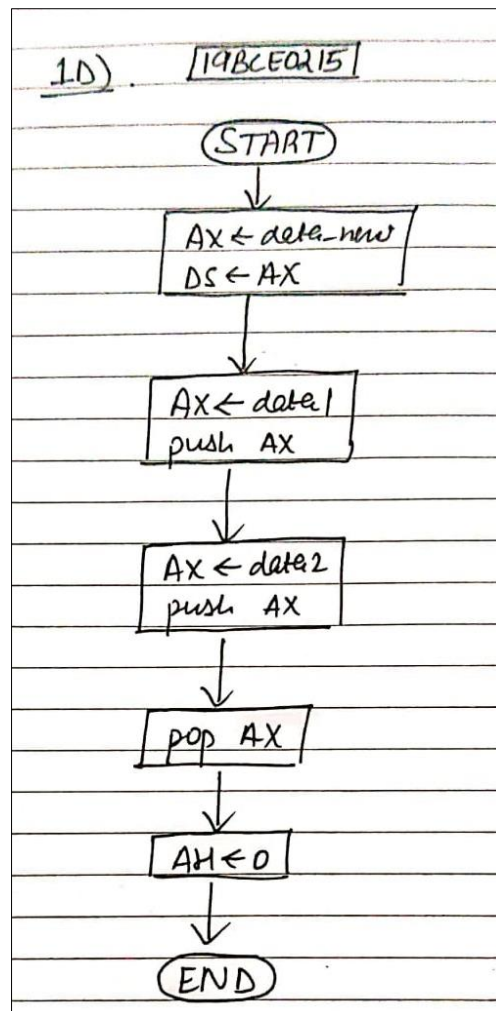 1D). 19BCE0215
START
AX ← data_new
DS ← AX
AX ← data1
push AX
AX ← data2
push AX
pop AX
AH ← 0
END